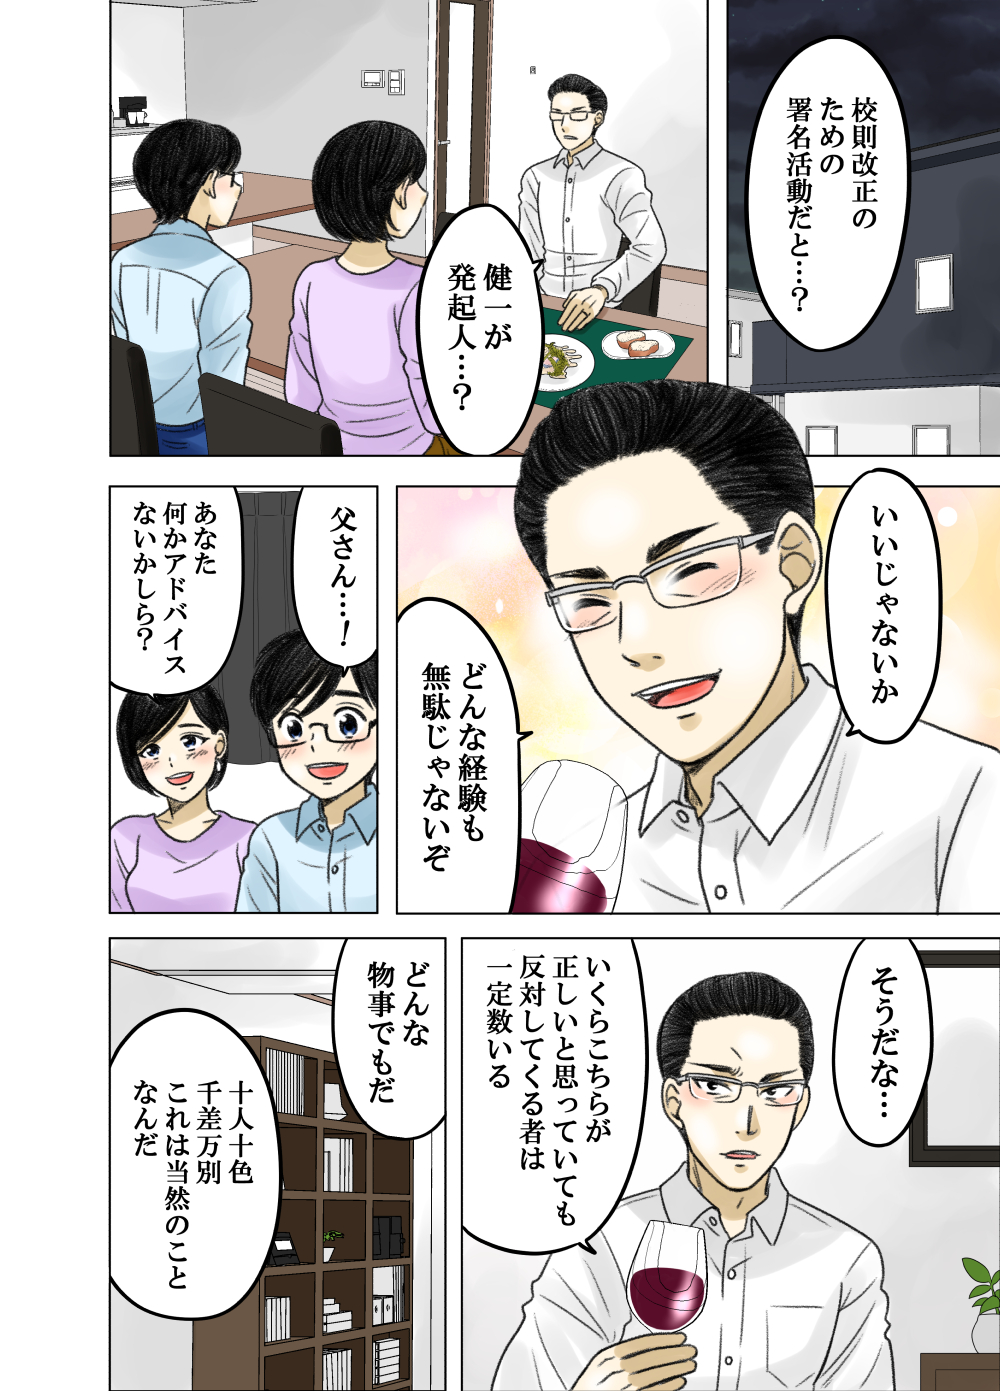 校則改正の
ための
署名活動だと…?
健一が
発起人…?
いいじゃないか
どんな経験も
無駄じゃないぞ
父さん…!
あなた
何かアドバイス
ないかしら?
そうだな…
いくらこちらが
正しいと思っていても
反対してくる者は
一定数いる
どんな
物事でもだ
十人十色
千差万別
これは当然のこと
なんだ